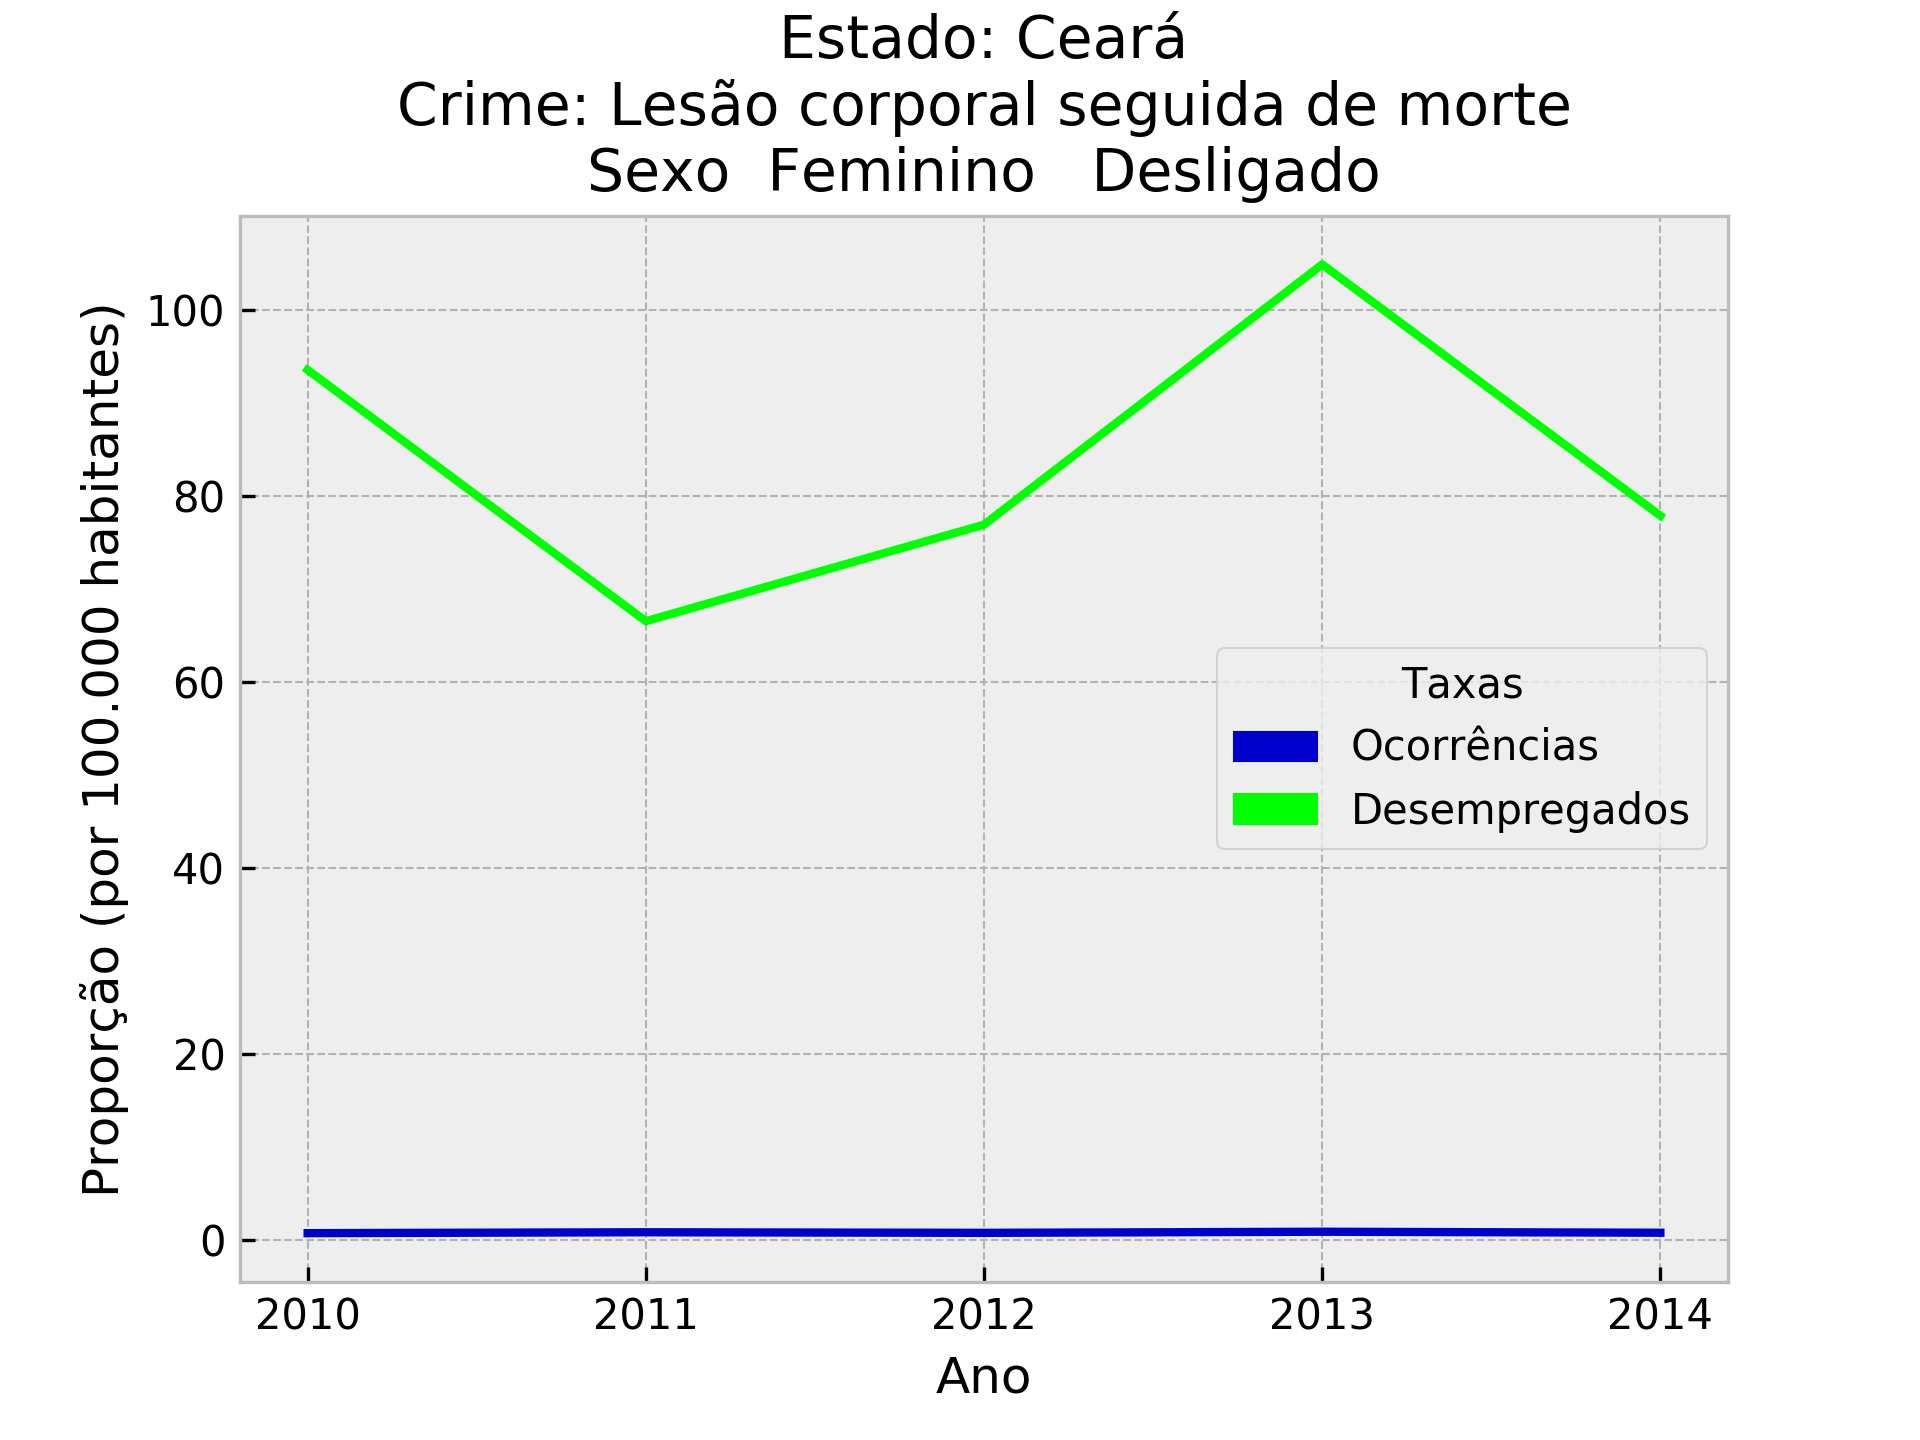 Estado: Ceará
Crime: Lesão corporal seguida de morte
Sexo  Feminino   Desligado
Proporção (por 100.000 habitantes)
100
80
60
40
20
0
Taxas
Ocorrências
Desempregados
2010 2011 2012 2013 2014
Ano